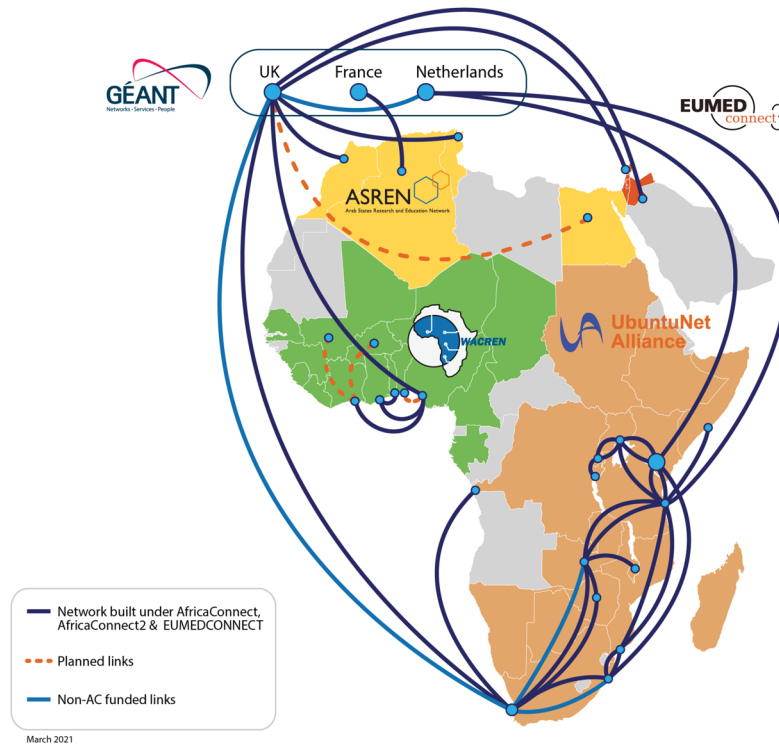 UK
France
Netherlands
GÉANT
Networks · Services · People
EUMED
connect
ASREN
Arab States Research and Education Network
WACREN
UbuntuNet
Alliance
Network built under AfricaConnect,
AfricaConnect2 & EUMEDCONNECT
Planned links
Non-AC funded links
March 2021